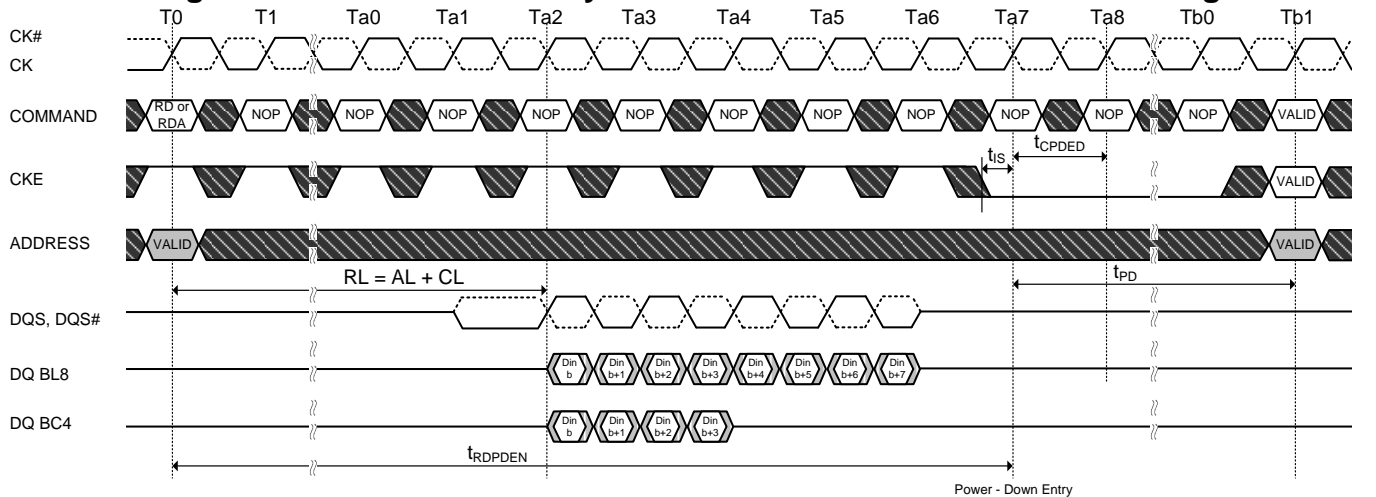 T0 T1 Ta0 Ta1 Ta2 Ta3 Ta4 Ta5 Ta6 Ta7 Ta8 Tb0 Tb1
CK#
CK
COMMAND RD or RDA NOP NOP NOP NOP NOP NOP NOP NOP NOP NOP NOP VALID
tIS tCPDED
CKE VALID
ADDRESS VALID VALID
RL = AL + CL tPD
DQS, DQS#
DQ BL8 Din b Din b+1 Din b+2 Din b+3 Din b+4 Din b+5 Din b+6 Din b+7
DQ BC4 Din b Din b+1 Din b+2 Din b+3
tRDPDEN
Power - Down Entry